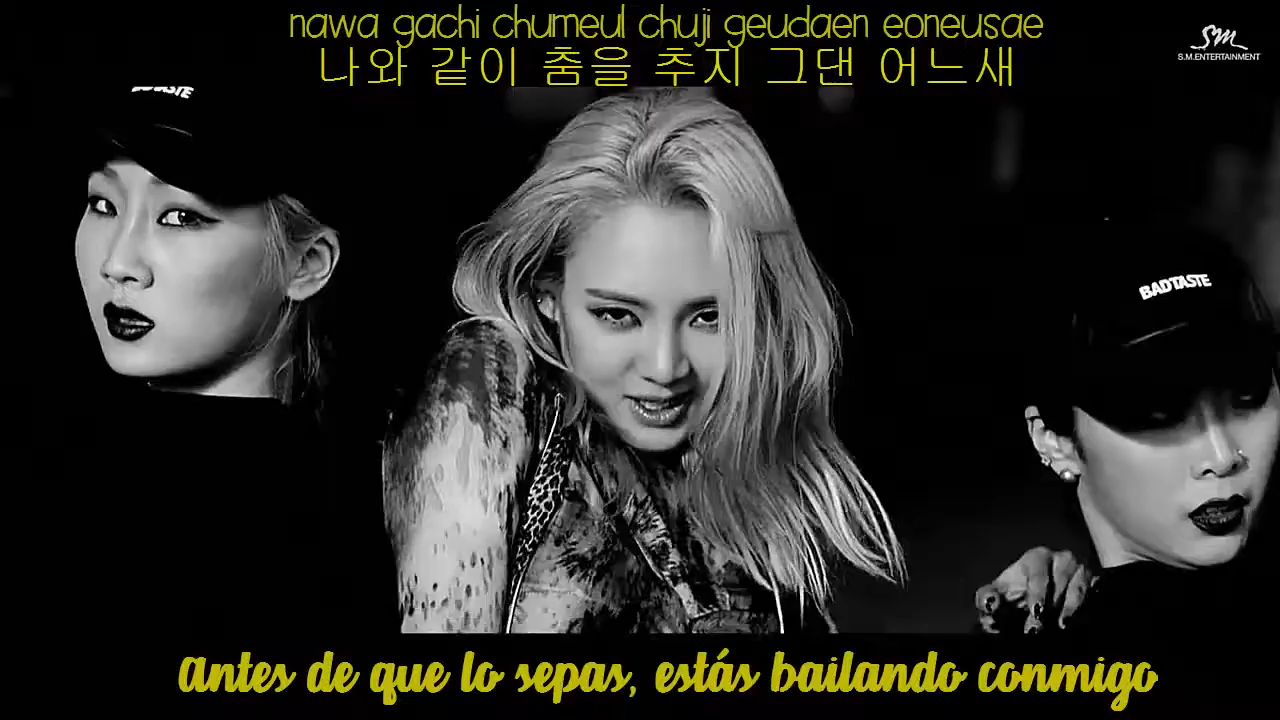 nawa gachi chumeul chuji geudaen eoneusae
나와 같이 춤을 추지 그댄 어느새
SM
S.M.ENTERTAINMENT
BADTASTE
Antes de que lo sepas, estás bailando conmigo